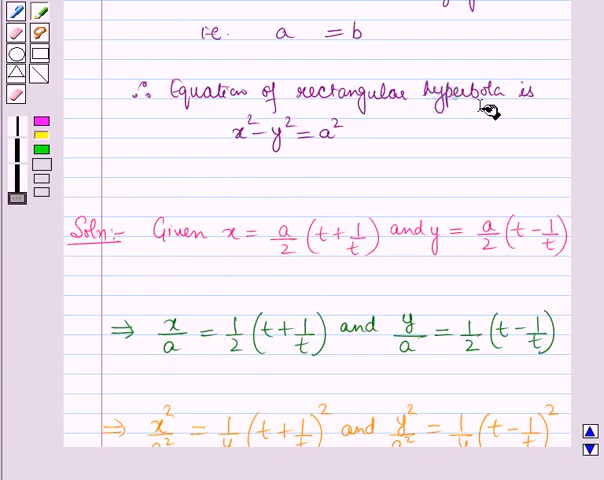 i.e. a = b
∴ Equation of rectangular hyperbola is
x² - y² = a²
Soln:- Given x = a/2 (t + 1/t) and y = a/2 (t - 1/t)
⇒ x/a = 1/2 (t + 1/t) and y/a = 1/2 (t - 1/t)
⇒ x²/a² = 1/4 (t + 1/t)² and y²/a² = 1/4 (t - 1/t)²